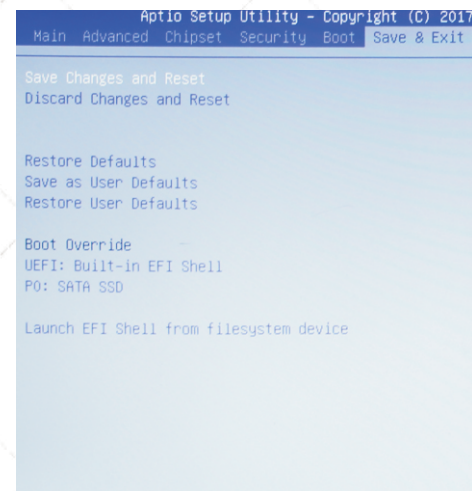 Aptio Setup Utility – Copyright (C) 2017
Main Advanced Chipset Security Boot Save & Exit
Save Changes and Reset
Discard Changes and Reset
Restore Defaults
Save as User Defaults
Restore User Defaults
Boot Override
UEFI: Built-in EFI Shell
P0: SATA SSD
Launch EFI Shell from filesystem device